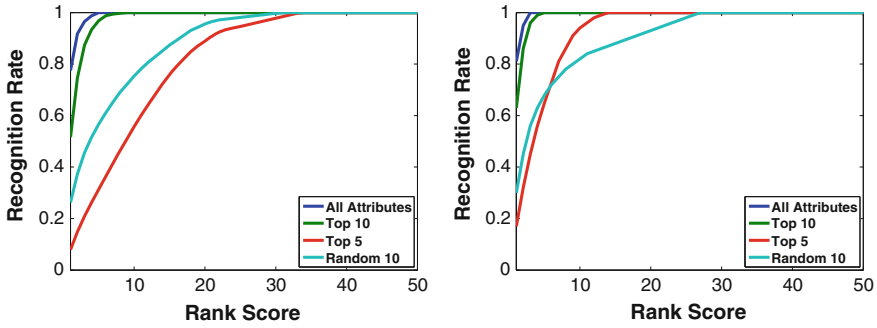 1
0.8
0.6
0.4
0.2
0
Recognition Rate
10
20
30
40
50
Rank Score
All Attributes
Top 10
Top 5
Random 10
1
0.8
0.6
0.4
0.2
0
Recognition Rate
10
20
30
40
50
Rank Score
All Attributes
Top 10
Top 5
Random 10